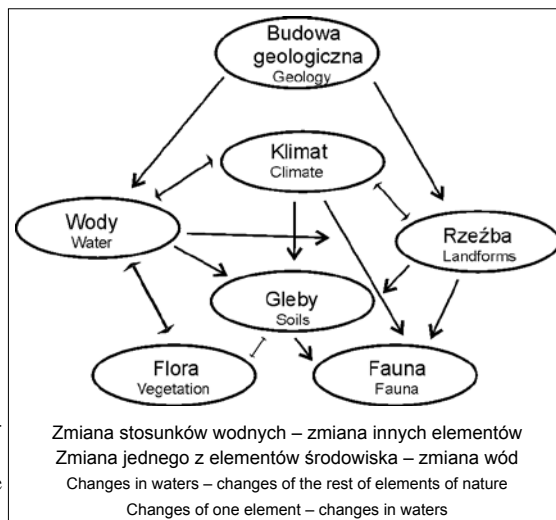 Budowa
geologiczna
Geology
Klimat
Climate
Wody
Water
Rzeźba
Landforms
Gleby
Soils
Flora
Vegetation
Fauna
Fauna
Zmiana stosunków wodnych – zmiana innych elementów
Zmiana jednego z elementów środowiska – zmiana wód
Changes in waters – changes of the rest of elements of nature
Changes of one element – changes in waters